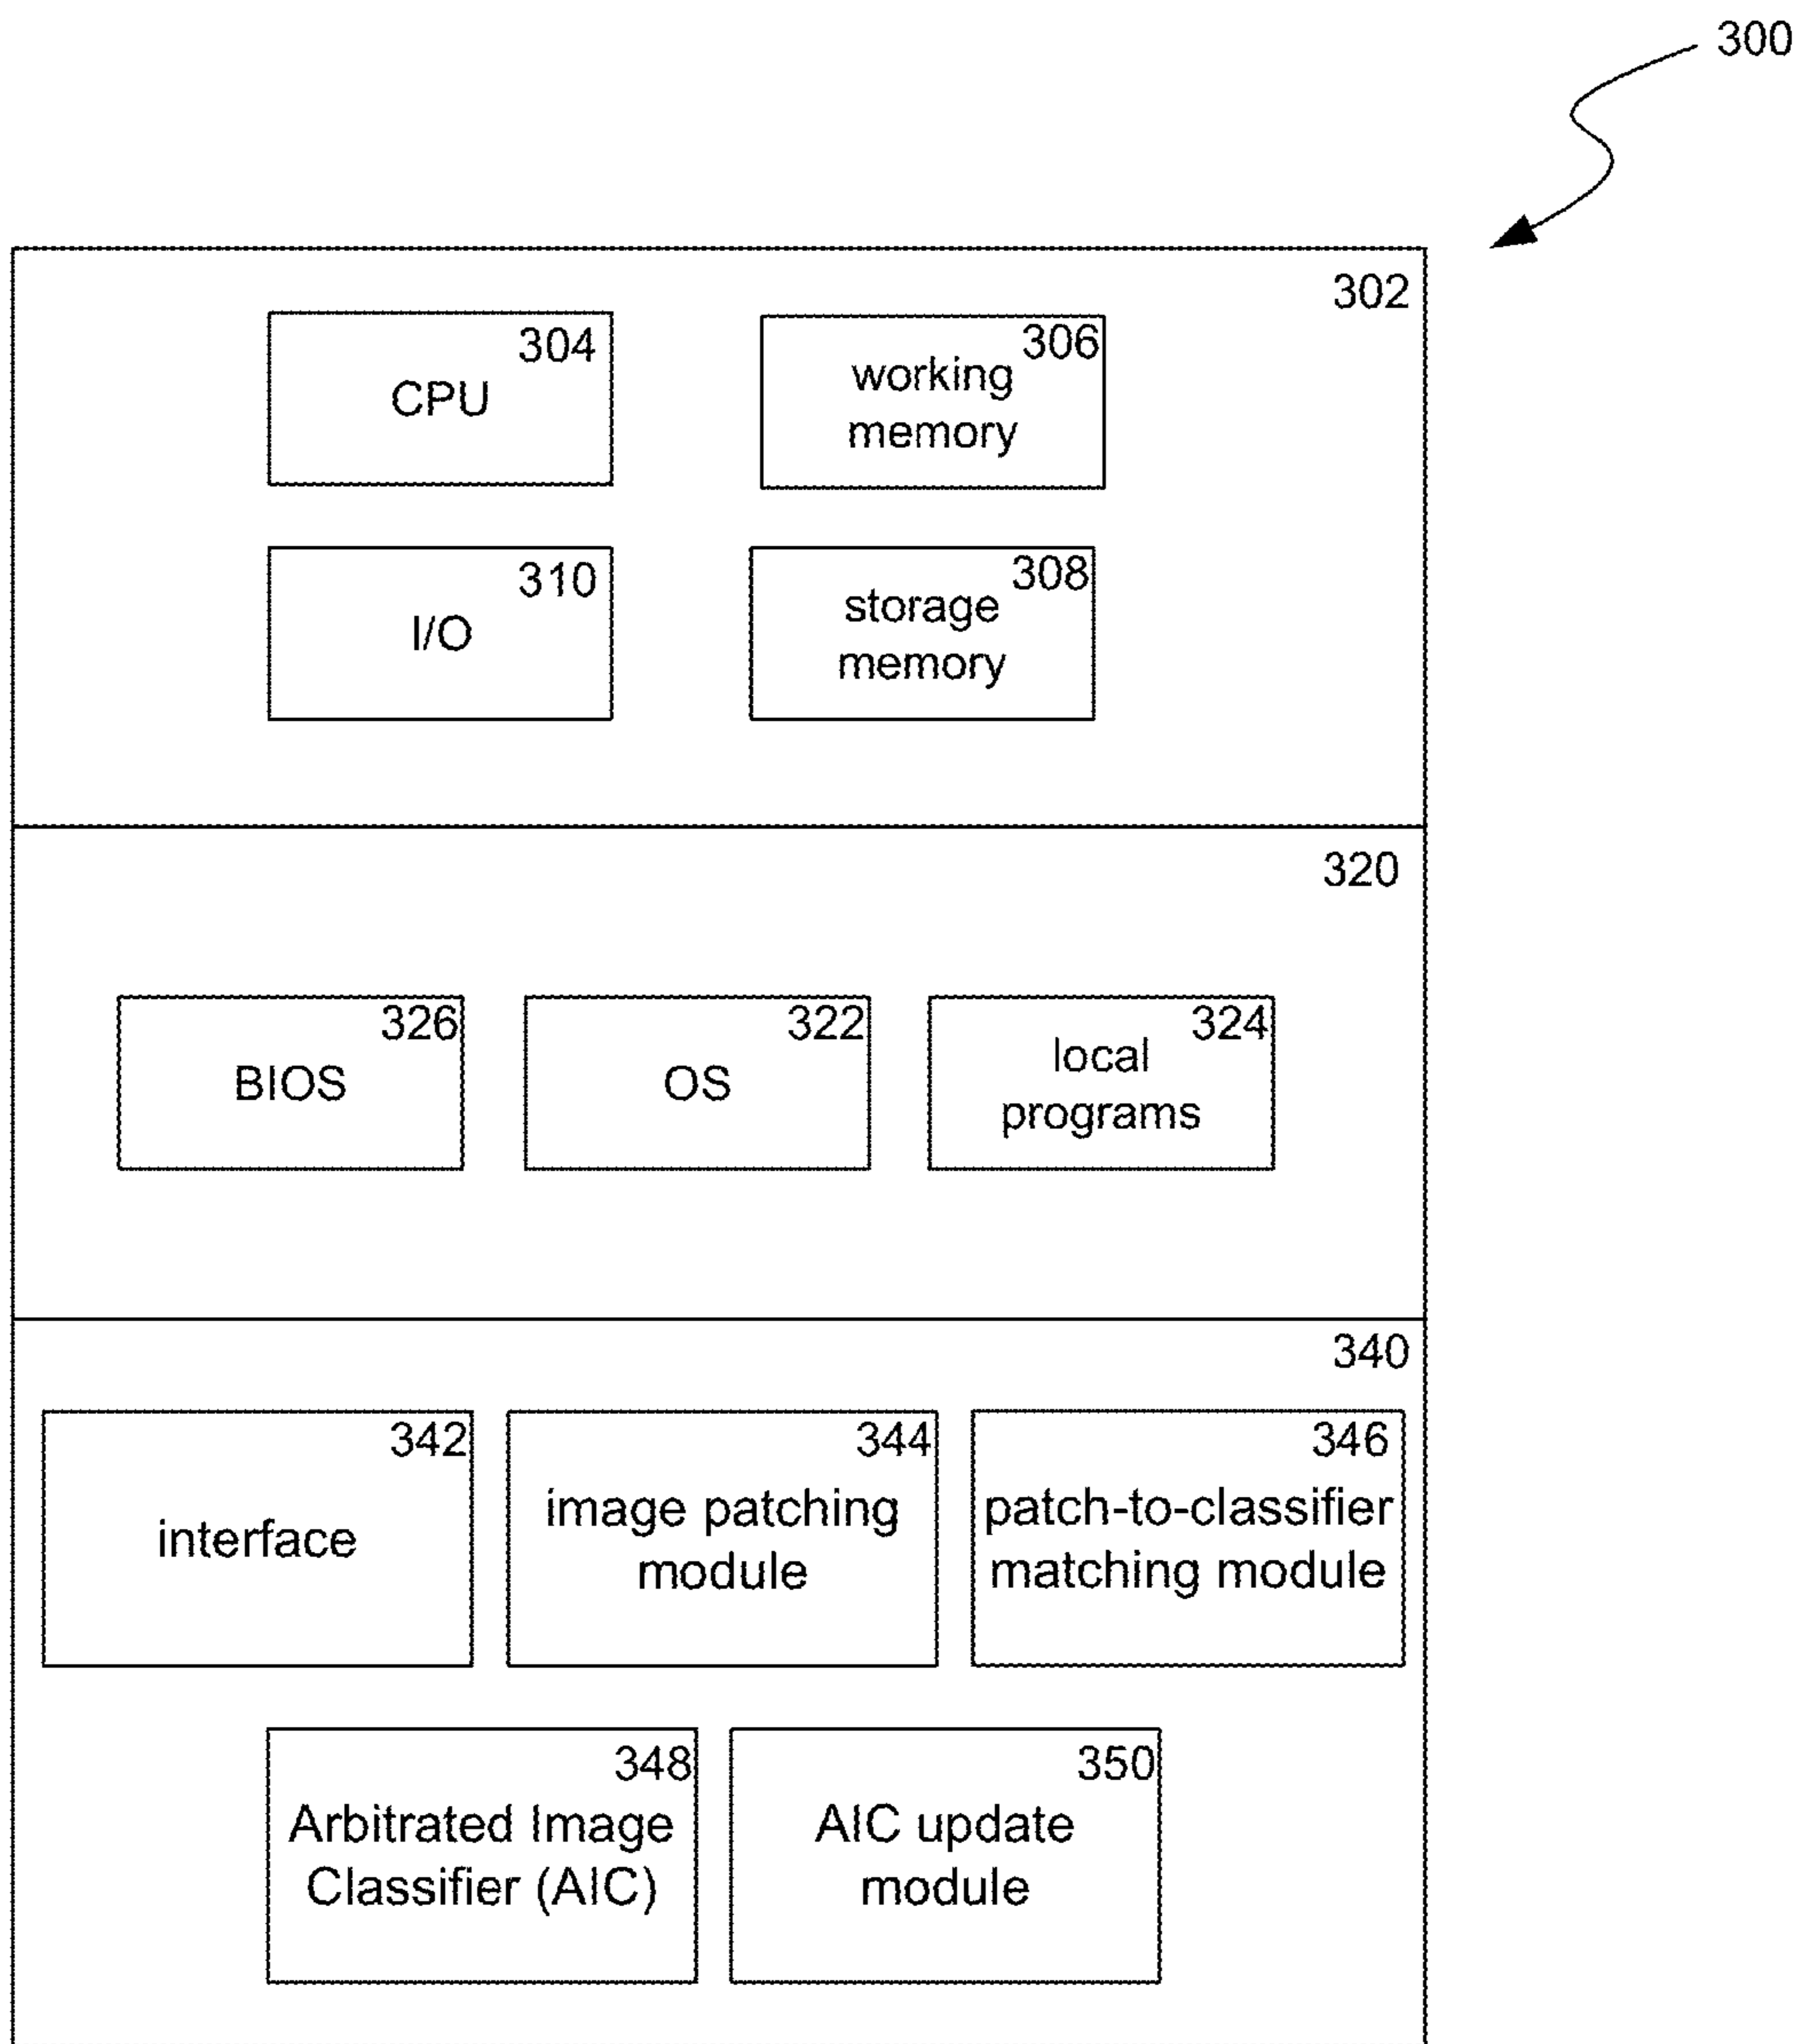 300
302
304
CPU
306
working
memory
310
I/O
308
storage
memory
320
326
BIOS
322
OS
324
local
programs
340
342
interface
344
image patching
module
346
patch-to-classifier
matching module
348
Arbitrated Image
Classifier (AIC)
350
AIC update
module